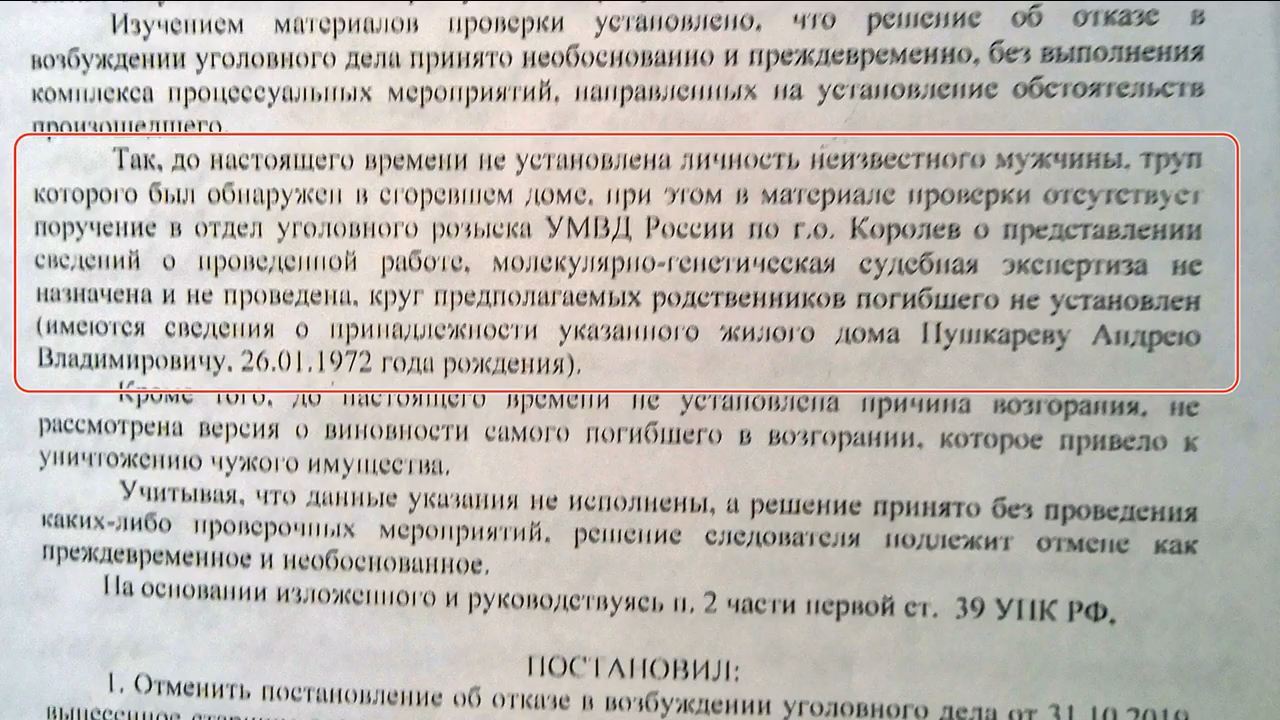 Изучением материалов проверки установлено, что решение об отказе в
возбуждении уголовного дела принято необоснованно и преждевременно, без выполнения
комплекса процессуальных мероприятий, направленных на установление обстоятельств
произошедшего.
Так, до настоящего времени не установлена личность неизвестного мужчины, труп
которого был обнаружен в сгоревшем доме, при этом в материале проверки отсутствует
поручение в отдел уголовного розыска УМВД России по г.о. Королев о представлении
сведений о проведенной работе, молекулярно-генетическая судебная экспертиза не
назначена и не проведена, круг предполагаемых родственников погибшего не установлен
(имеются сведения о принадлежности указанного жилого дома Пушкареву Андрею
Владимировичу, 26.01.1972 года рождения).
Кроме того, до настоящего времени не установлена причина возгорания, не
рассмотрена версия о виновности самого погибшего в возгорании, которое привело к
уничтожению чужого имущества.
Учитывая, что данные указания не исполнены, а решение принято без проведения
каких-либо проверочных мероприятий, решение следователя подлежит отмене как
преждевременное и необоснованное.
На основании изложенного и руководствуясь п. 2 части первой ст. 39 УПК РФ,
ПОСТАНОВИЛ:
1. Отменить постановление об отказе в возбуждении уголовного дела от 31.10.2019,
вынесенное